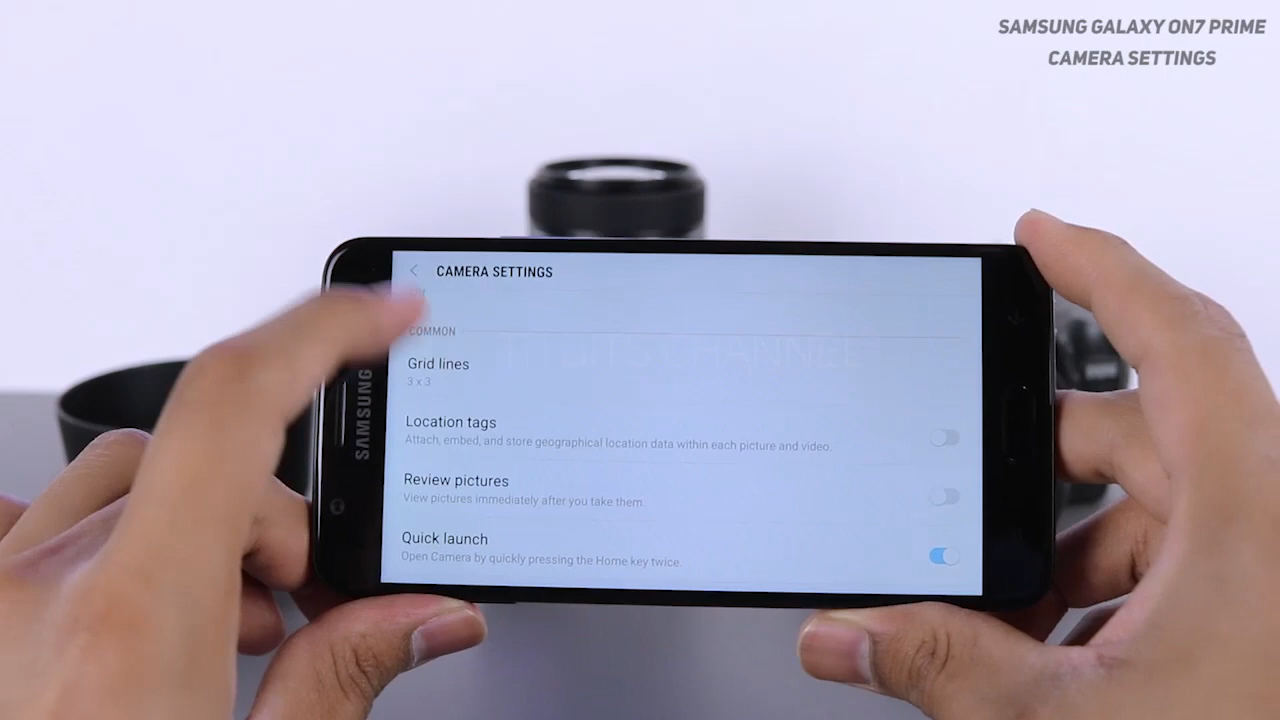 SAMSUNG GALAXY ON7 PRIME
CAMERA SETTINGS
CAMERA SETTINGS
COMMON
Grid lines
3 x 3
Location tags
Attach, embed, and store geographical location data within each picture and video.
Review pictures
View pictures immediately after you take them.
Quick launch
Open Camera by quickly pressing the Home key twice.
SAMSUNG